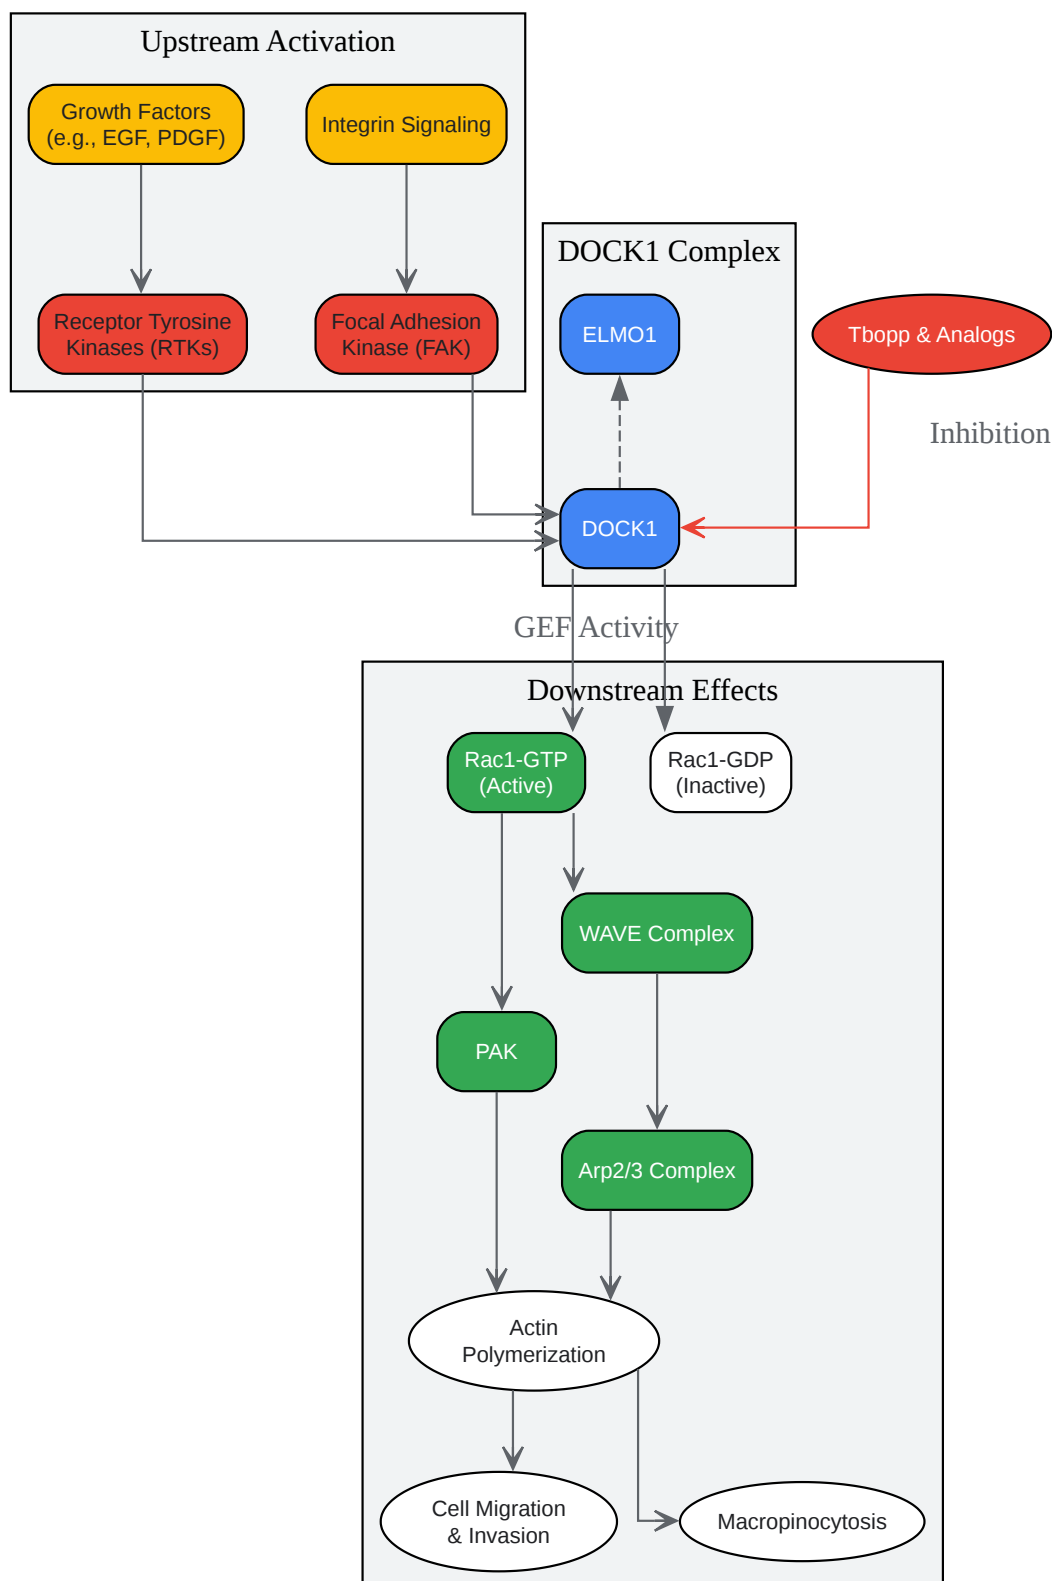 Upstream Activation
Growth Factors
(e.g., EGF, PDGF)
Integrin Signaling
Receptor Tyrosine
Kinases (RTKs)
Focal Adhesion
Kinase (FAK)
DOCK1 Complex
ELMO1
Tbopp & Analogs
Inhibition
DOCK1
GEF Activity
Downstream Effects
Rac1-GTP
(Active)
Rac1-GDP
(Inactive)
WAVE Complex
PAK
Arp2/3 Complex
Actin
Polymerization
Cell Migration
& Invasion
Macropinocytosis